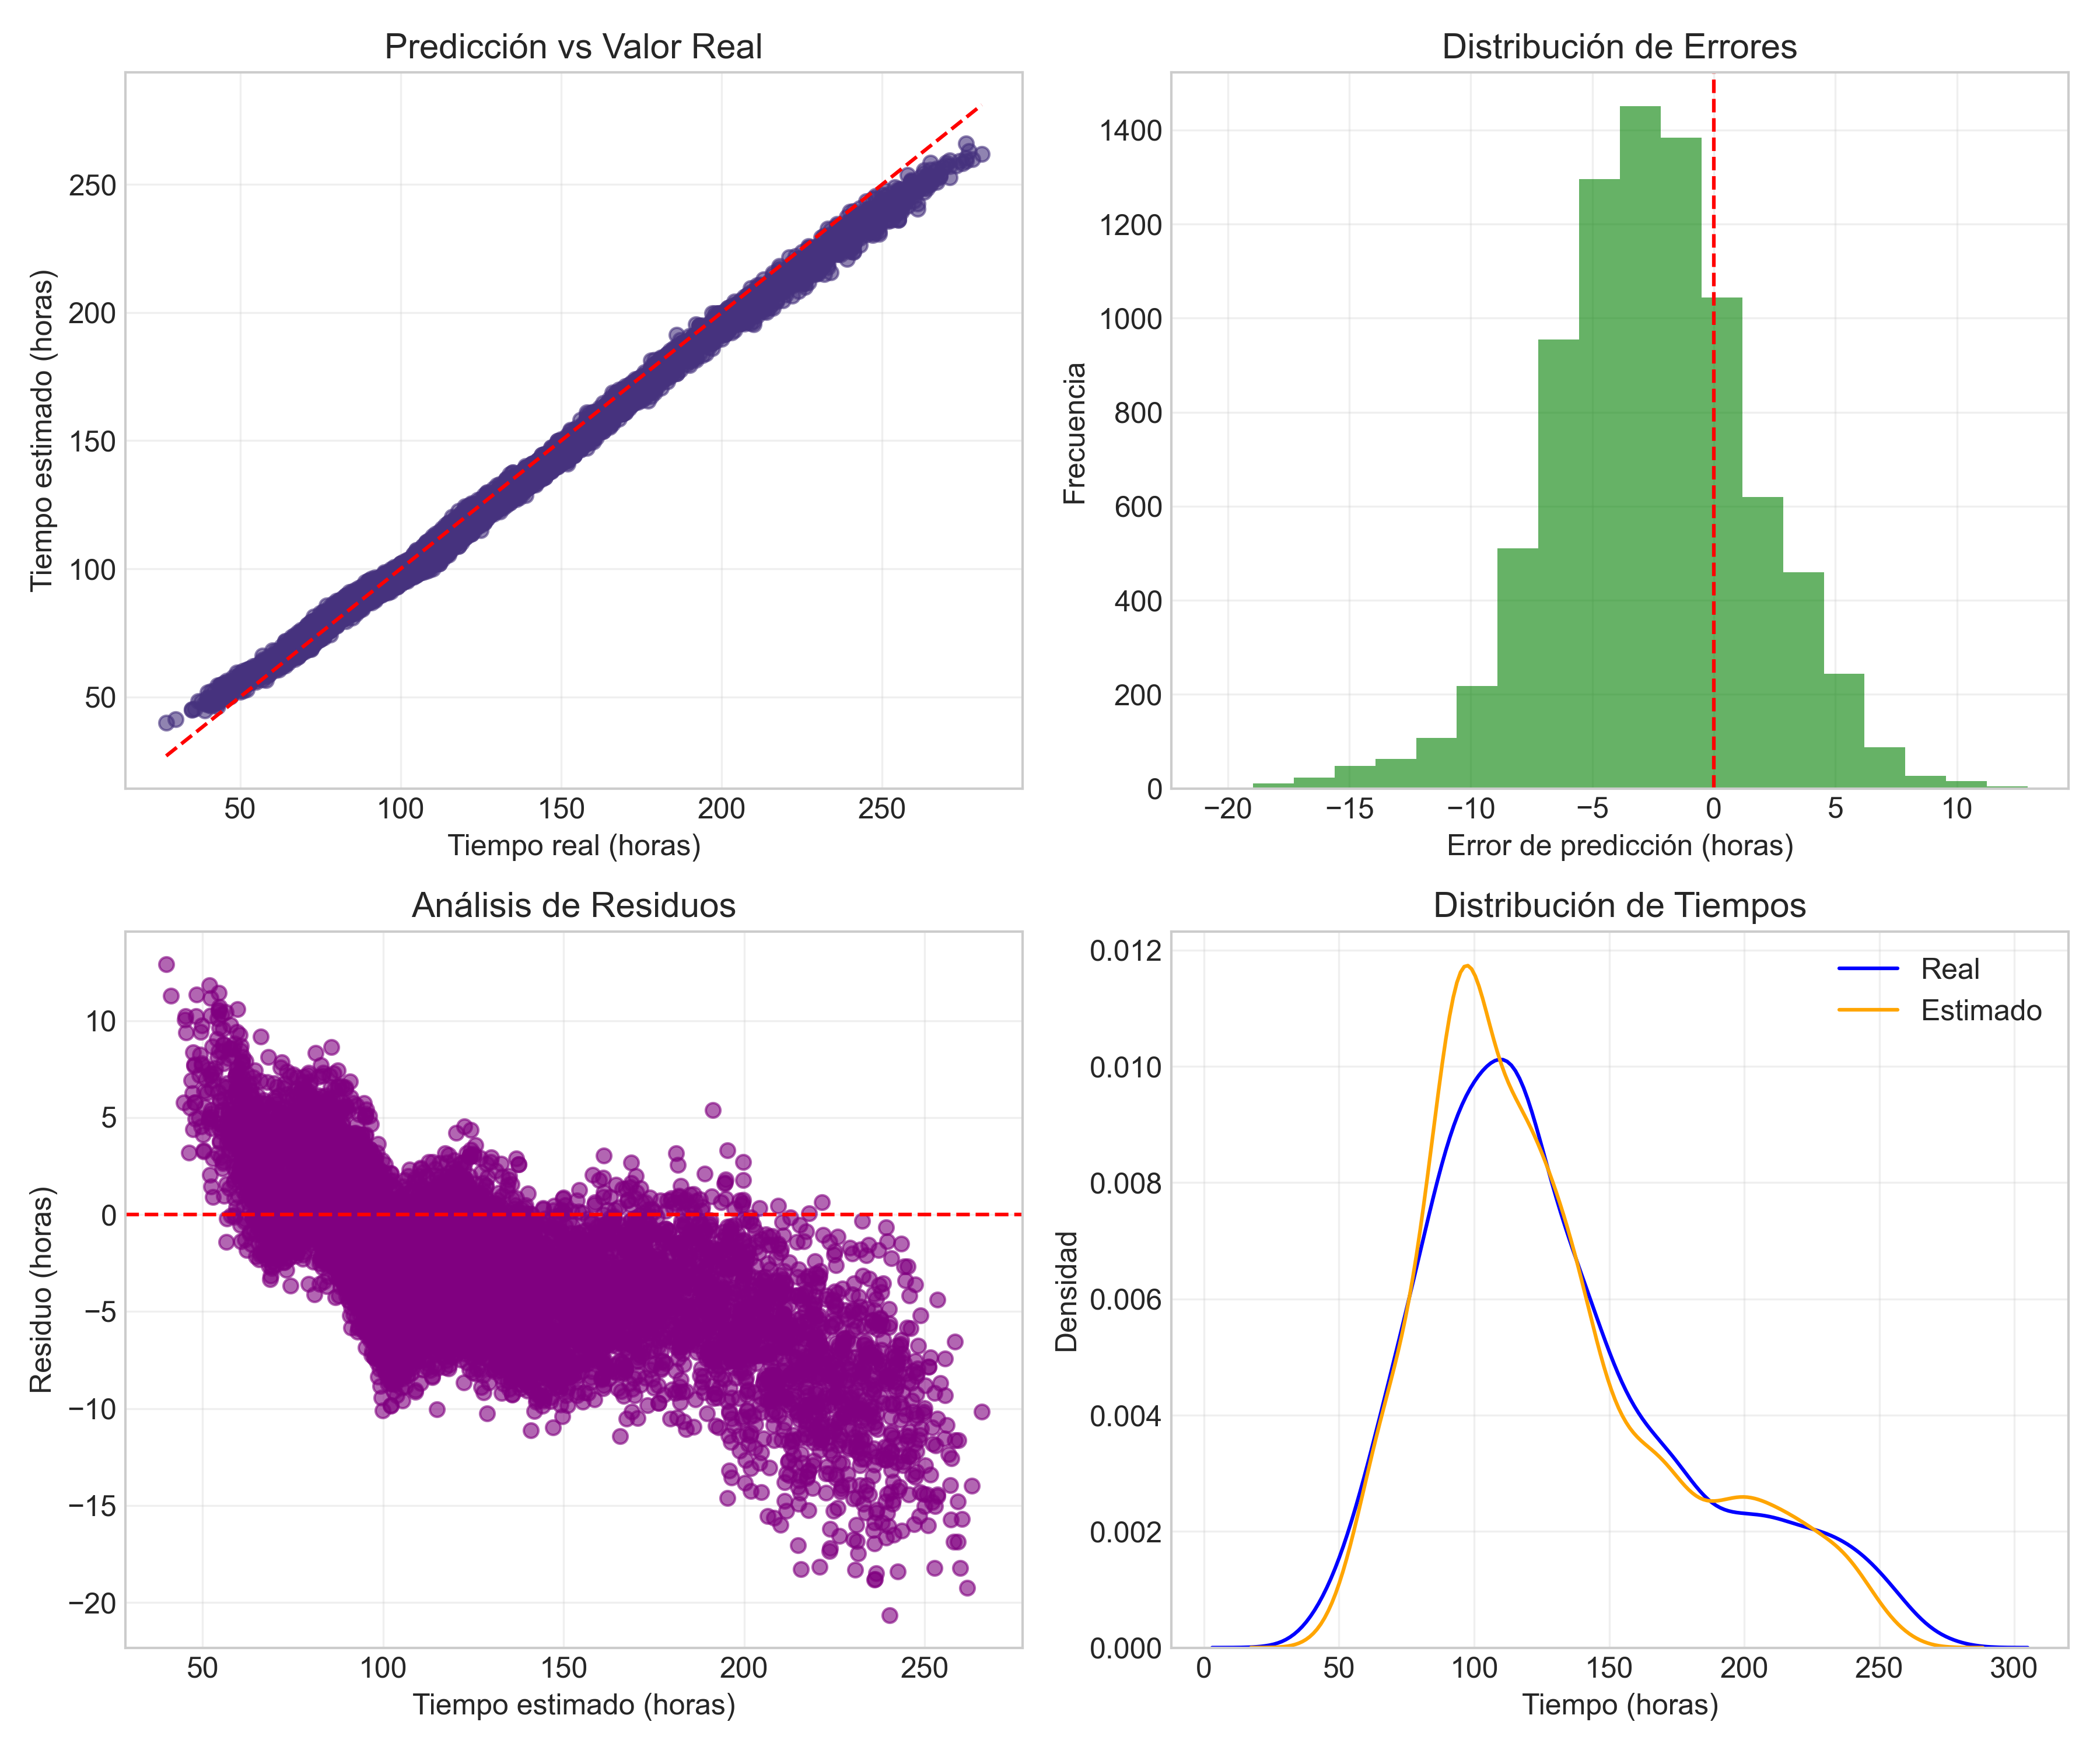 Predicción vs Valor Real
250
200
150
100
50
Tiempo estimado (horas)
50 100 150 200 250
Tiempo real (horas)
Distribución de Errores
1400
1200
1000
800
600
400
200
0
Frecuencia
−20 −15 −10 −5 0 5 10
Error de predicción (horas)
Análisis de Residuos
10
5
0
−5
−10
−15
−20
Residuo (horas)
50 100 150 200 250
Tiempo estimado (horas)
Distribución de Tiempos
Real
Estimado
0.012
0.010
0.008
0.006
0.004
0.002
0.000
Densidad
0 50 100 150 200 250 300
Tiempo (horas)